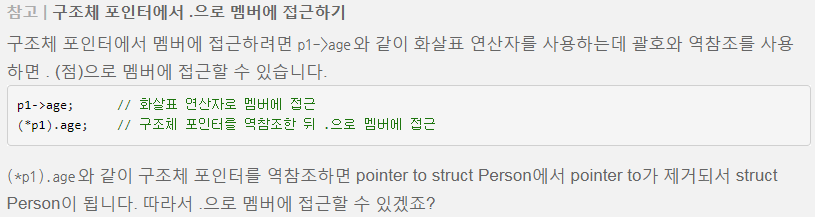 참고 | 구조체 포인터에서 .으로 멤버에 접근하기
구조체 포인터에서 멤버에 접근하려면 p1->age와 같이 화살표 연산자를 사용하는데 괄호와 역참조를 사용
하면 . (점)으로 멤버에 접근할 수 있습니다.
p1->age;     // 화살표 연산자로 멤버에 접근
(*p1).age;   // 구조체 포인터를 역참조한 뒤 .으로 멤버에 접근
(*p1).age와 같이 구조체 포인터를 역참조하면 pointer to struct Person에서 pointer to가 제거되서 struct
Person이 됩니다. 따라서 .으로 멤버에 접근할 수 있겠죠?